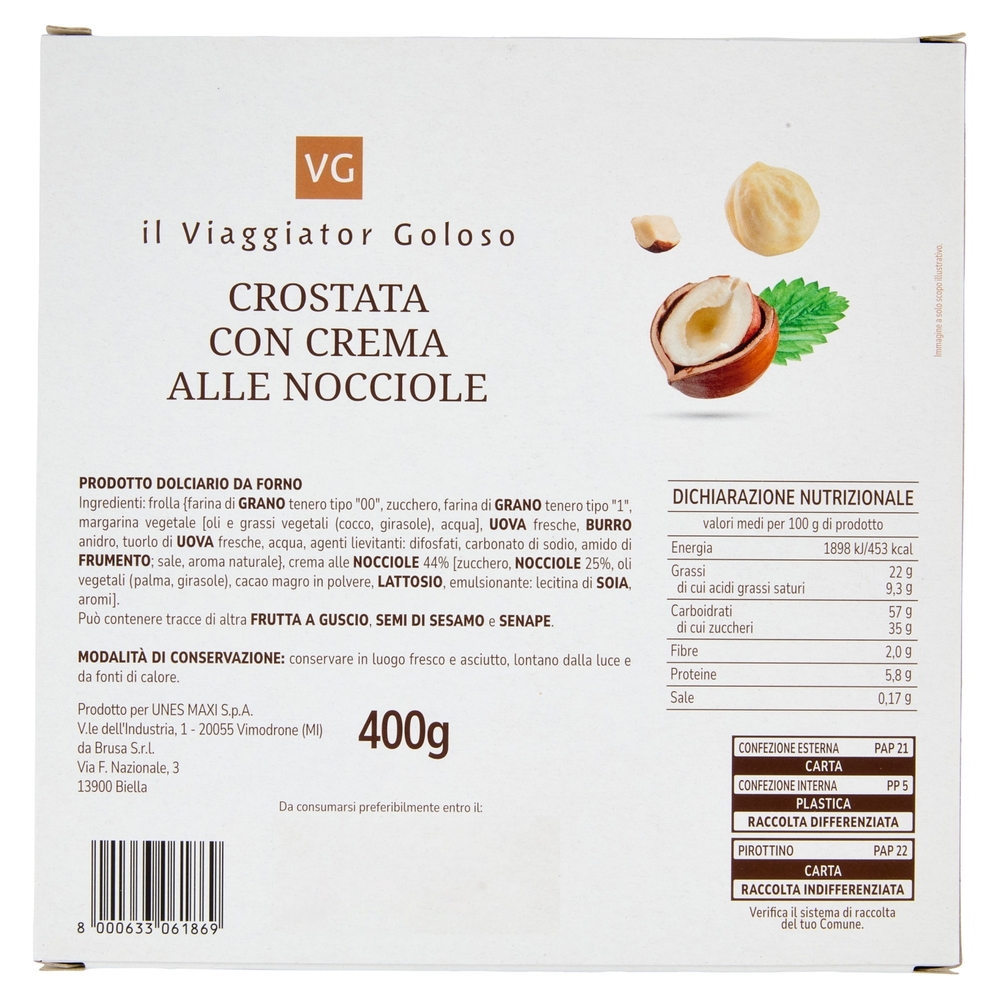 VG
il Viaggiator Goloso
CROSTATA
CON CREMA
ALLE NOCCIOLE
Immagine a solo scopo illustrativo.
PRODOTTO DOLCIARIO DA FORNO
Ingredienti: frolla {farina di GRANO tenero tipo "00", zucchero, farina di GRANO tenero tipo "1",
margarina vegetale [oli e grassi vegetali (cocco, girasole), acqua], UOVA fresche, BURRO
anidro, tuorlo di UOVA fresche, acqua, agenti lievitanti: difosfati, carbonato di sodio, amido di
FRUMENTO; sale, aroma naturale}, crema alle NOCCIOLE 44% [zucchero, NOCCIOLE 25%, oli
vegetali (palma, girasole), cacao magro in polvere, LATTOSIO, emulsionante: lecitina di SOIA,
aromi].
Può contenere tracce di altra FRUTTA A GUSCIO, SEMI DI SESAMO e SENAPE.
MODALITÀ DI CONSERVAZIONE: conservare in luogo fresco e asciutto, lontano dalla luce e
da fonti di calore.
Prodotto per UNES MAXI S.p.A.
V.le dell'Industria, 1 - 20055 Vimodrone (MI)
da Brusa S.r.l.
Via F. Nazionale, 3
13900 Biella
400g
Da consumarsi preferibilmente entro il:
8 000633 061869
DICHIARAZIONE NUTRIZIONALE
valori medi per 100 g di prodotto
Energia 1898 kJ/453 kcal
Grassi 22 g
di cui acidi grassi saturi 9,3 g
Carboidrati 57 g
di cui zuccheri 35 g
Fibre 2,0 g
Proteine 5,8 g
Sale 0,17 g
CONFEZIONE ESTERNA PAP 21
CARTA
CONFEZIONE INTERNA PP 5
PLASTICA
RACCOLTA DIFFERENZIATA
PIROTTINO PAP 22
CARTA
RACCOLTA INDIFFERENZIATA
Verifica il sistema di raccolta
del tuo Comune.